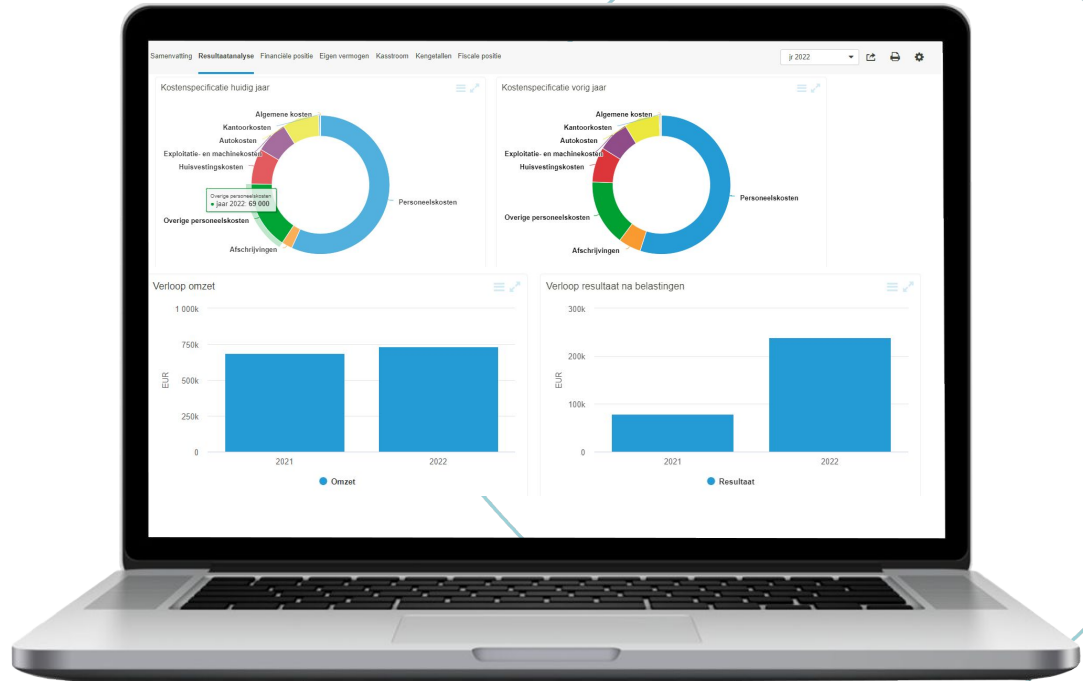 Samenvatting Resultaatanalyse Financiële positie Eigen vermogen Kasstroom Kengetallen Fiscale positie
jr 2022
Kostenspecificatie huidig jaar
Algemene kosten
Kantoorkosten
Autokosten
Exploitatie- en machinekosten
Huisvestingskosten
Overige personeelskosten
jaar 2022: 69 000
Personeelskosten
Overige personeelskosten
Afschrijvingen
Kostenspecificatie vorig jaar
Algemene kosten
Kantoorkosten
Autokosten
Exploitatie- en machinekosten
Huisvestingskosten
Personeelskosten
Overige personeelskosten
Afschrijvingen
Verloop omzet
1 000k
750k
500k
250k
0
EUR
2021 2022
Omzet
Verloop resultaat na belastingen
300k
200k
100k
0
EUR
2021 2022
Resultaat